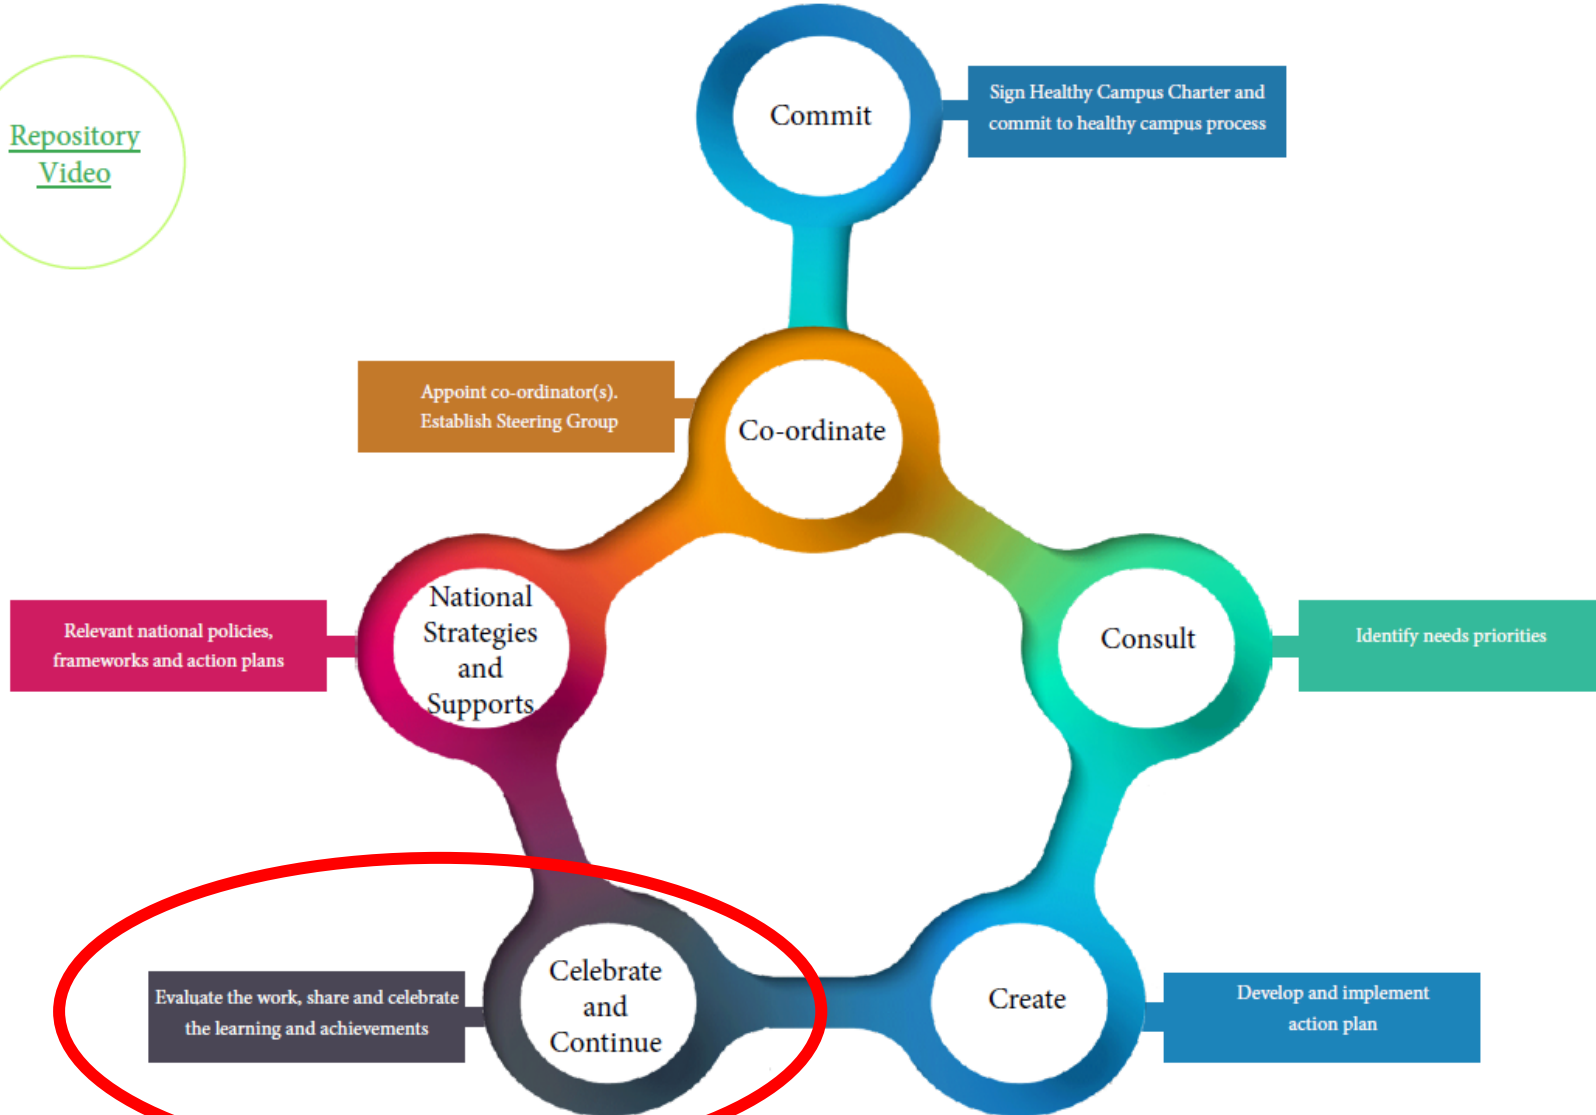 Repository
Video
Commit
Sign Healthy Campus Charter and
commit to healthy campus process
Appoint co-ordinator(s).
Establish Steering Group
Co-ordinate
National
Strategies
and
Supports
Relevant national policies,
frameworks and action plans
Consult
Identify needs priorities
Celebrate
and
Continue
Evaluate the work, share and celebrate
the learning and achievements
Create
Develop and implement
action plan